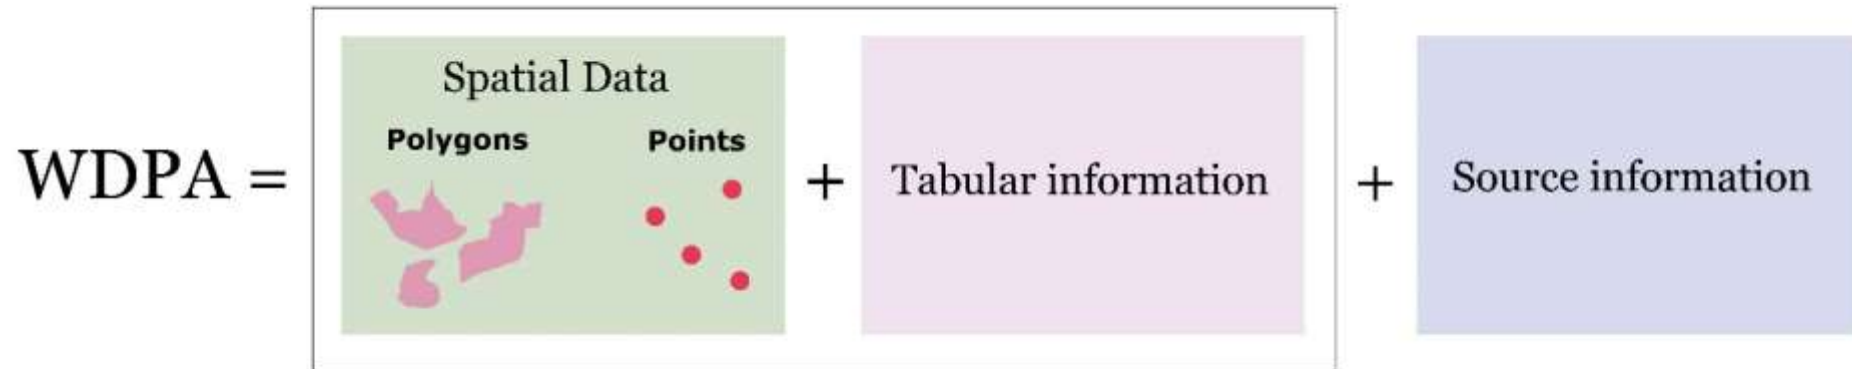 WDPA =
Spatial Data
Polygons
Points
+
Tabular information
+
Source information